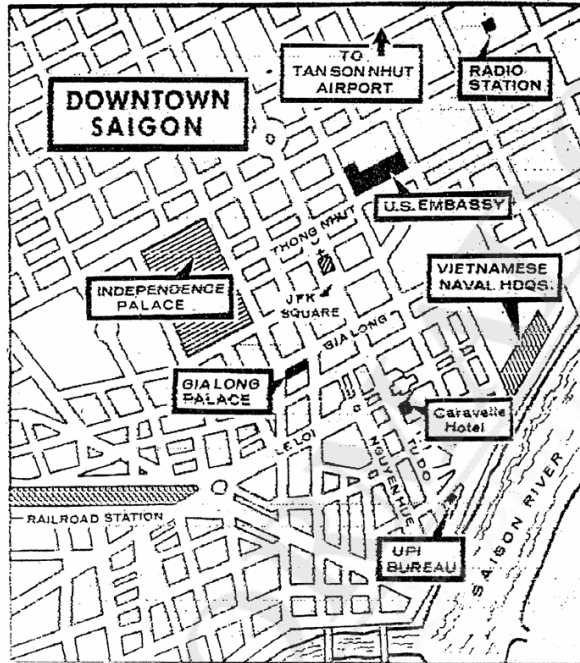 TO
TAN SON NHUT
AIRPORT
RADIO
STATION
DOWNTOWN
SAIGON
U.S. EMBASSY
THONG NHUT
VIETNAMESE
NAVAL HDQS.
INDEPENDENCE
PALACE
JFK
SQUARE
GIA LONG
GIA LONG
PALACE
Caravelle
Hotel
LE LOI
TU DO
NGUYEN HUE
RAILROAD STATION
UPI
BUREAU
SAIGON RIVER